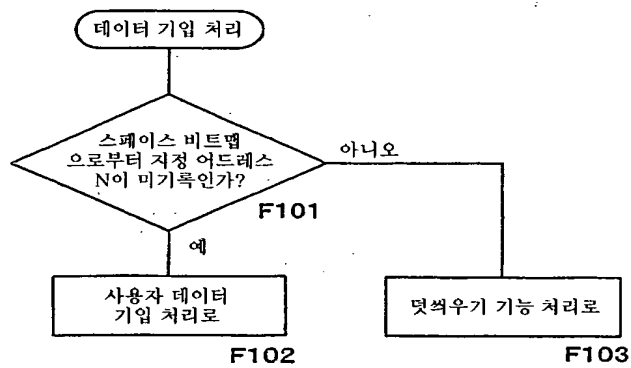 데이터 기입 처리
스페이스 비트맵
으로부터 지정 어드레스
N이 미기록인가?
아니오
F101
예
사용자 데이터
기입 처리로
덧씌우기 기능 처리로
F102
F103